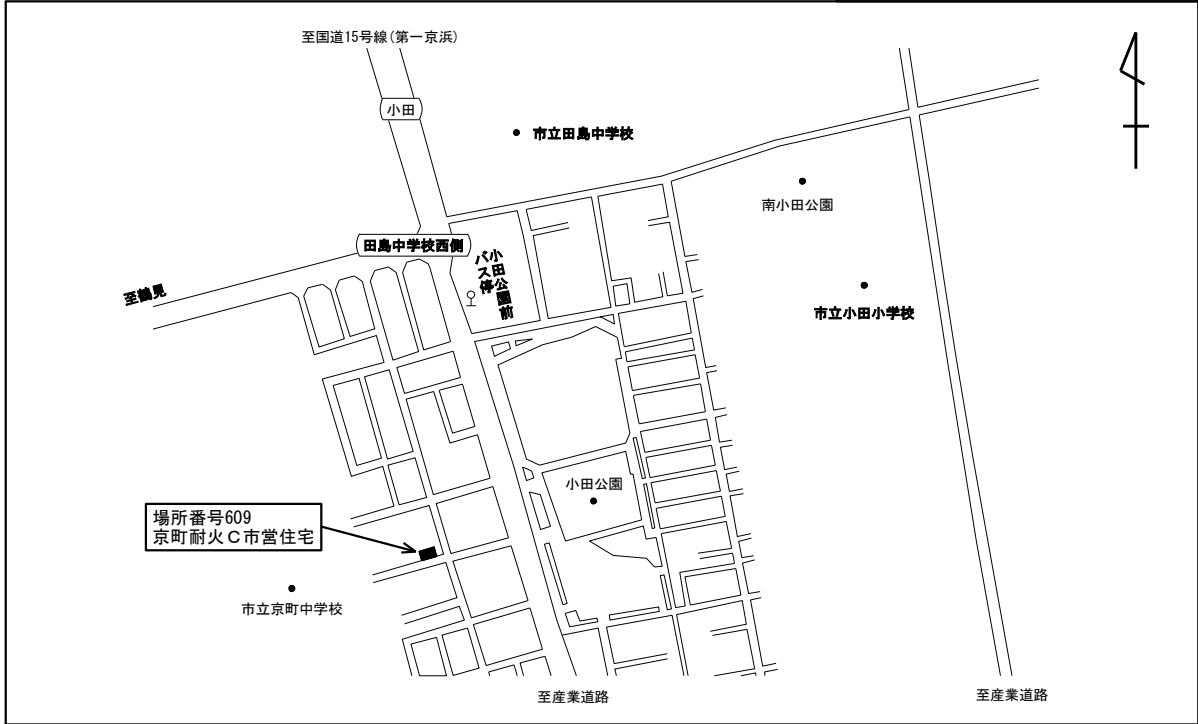 至国道15号線(第一京浜)
小田
市立田島中学校
南小田公園
田島中学校西側
小田公園前
バス停
至鶴見
市立小田小学校
小田公園
場所番号609
京町耐火C市営住宅
市立京町中学校
至産業道路
至産業道路